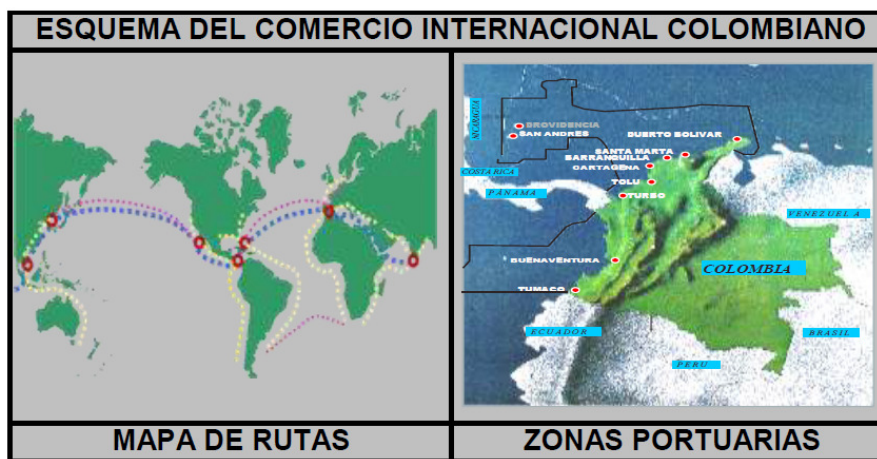 ESQUEMA DEL COMERCIO INTERNACIONAL COLOMBIANO
NICARAGUA
PROVIDENCIA
SAN ANDRES
PUERTO BOLIVAR
SANTA MARTA
BARRANQUILLA
COSTA RICA
CARTAGENA
TOLU
PANAMA
TURBO
VENEZUELA
BUENAVENTURA
COLOMBIA
TUMACO
ECUADOR
BRASIL
PERU
MAPA DE RUTAS
ZONAS PORTUARIAS